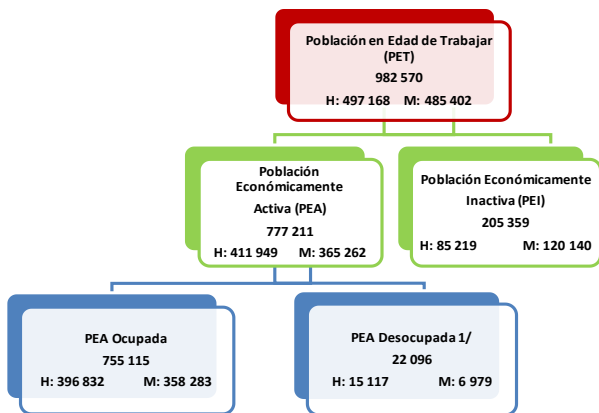 Población en Edad de Trabajar
(PET)
982 570
H: 497 168 M: 485 402
Población
Económicamente
Activa (PEA)
777 211
H: 411 949 M: 365 262
Población Económicamente
Inactiva (PEI)
205 359
H: 85 219 M: 120 140
PEA Ocupada
755 115
H: 396 832 M: 358 283
PEA Desocupada 1/
22 096
H: 15 117 M: 6 979